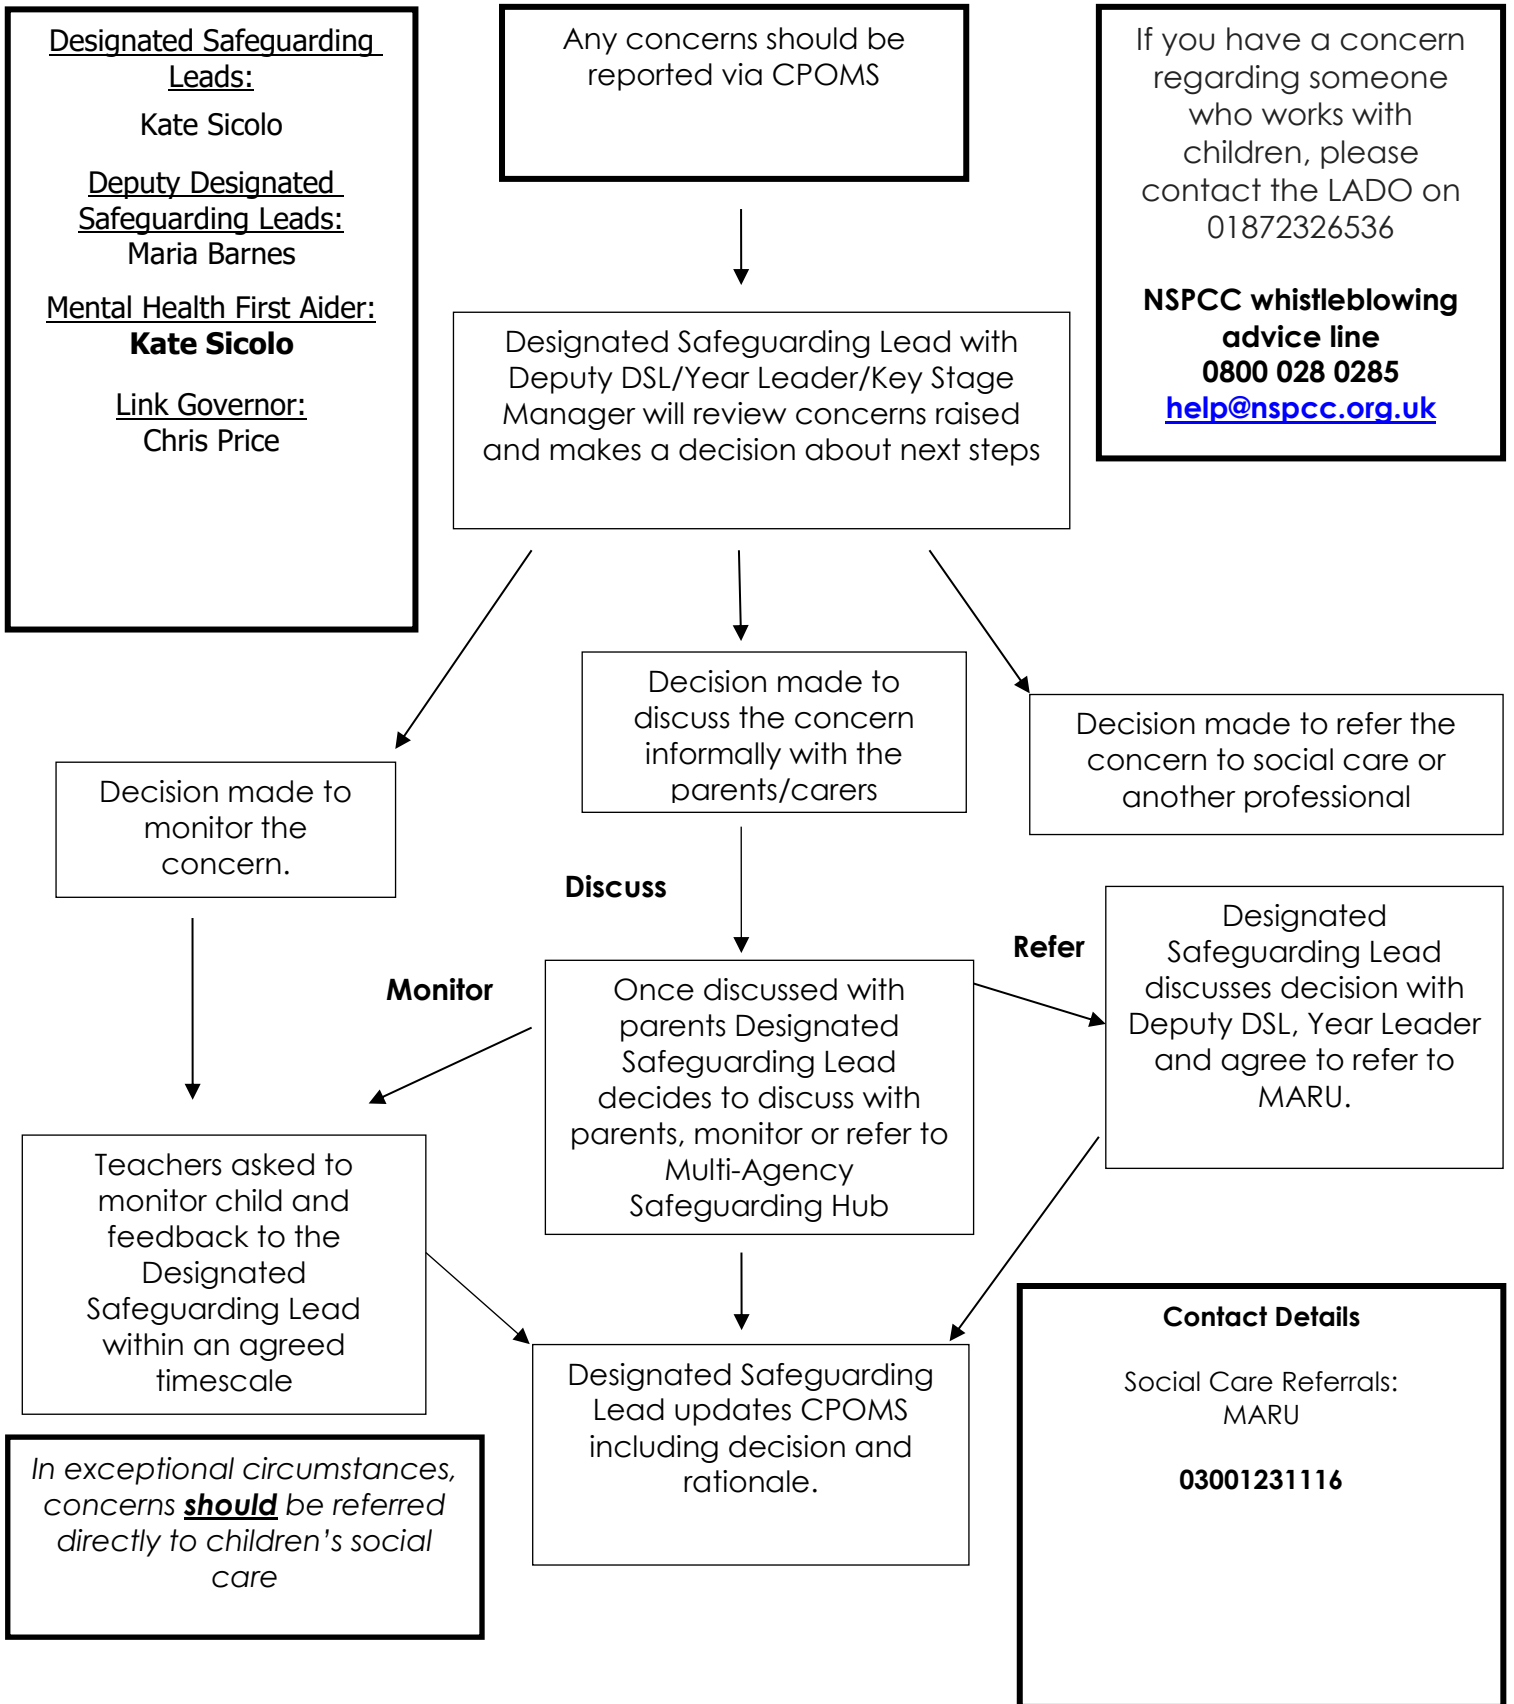 Designated Safeguarding
Leads:
Kate Sicolo
Deputy Designated
Safeguarding Leads:
Maria Barnes
Mental Health First Aider:
Kate Sicolo
Link Governor:
Chris Price
Any concerns should be
reported via CPOMS
If you have a concern
regarding someone
who works with
children, please
contact the LADO on
01872326536
NSPCC whistleblowing
advice line
0800 028 0285
help@nspcc.org.uk
Designated Safeguarding Lead with
Deputy DSL/Year Leader/Key Stage
Manager will review concerns raised
and makes a decision about next steps
Decision made to
monitor the
concern.
Decision made to
discuss the concern
informally with the
parents/carers
Decision made to refer the
concern to social care or
another professional
Discuss
Monitor
Refer
Once discussed with
parents Designated
Safeguarding Lead
decides to discuss with
parents, monitor or refer to
Multi-Agency
Safeguarding Hub
Designated
Safeguarding Lead
discusses decision with
Deputy DSL, Year Leader
and agree to refer to
MARU.
Teachers asked to
monitor child and
feedback to the
Designated
Safeguarding Lead
within an agreed
timescale
Designated Safeguarding
Lead updates CPOMS
including decision and
rationale.
In exceptional circumstances,
concerns should be referred
directly to children’s social
care
Contact Details
Social Care Referrals:
MARU
03001231116